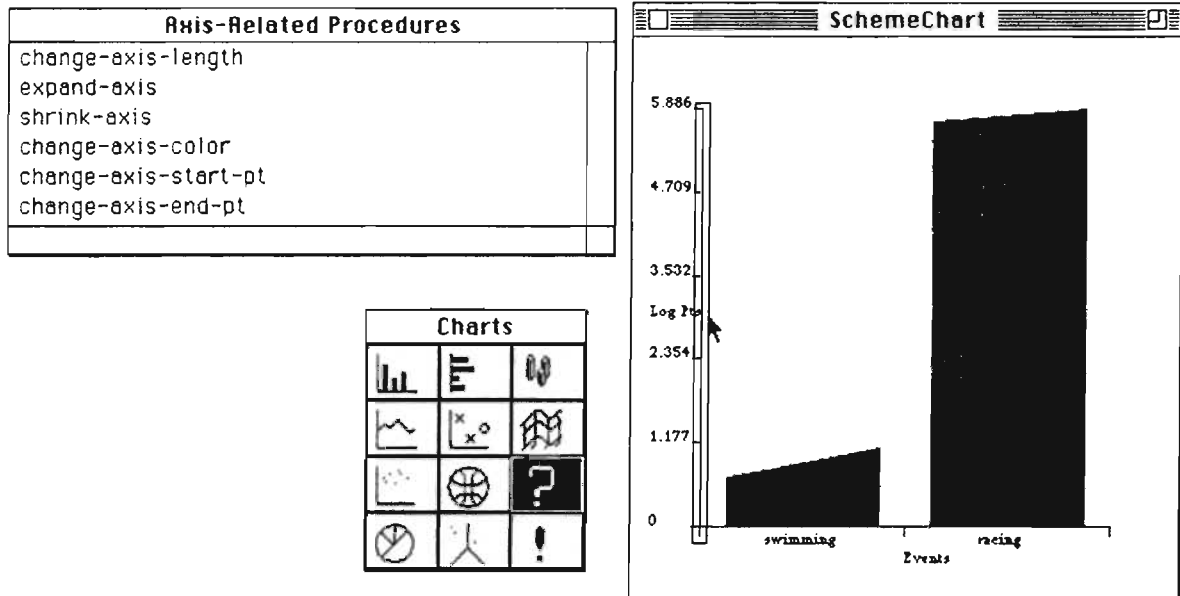 Axis-Related Procedures
change-axis-length
expand-axis
shrink-axis
change-axis-color
change-axis-start-pt
change-axis-end-pt
Charts
?
!
SchemeChart
5.886
4.709
3.532
Log Pts
2.354
1.177
0
swimming
racing
Events